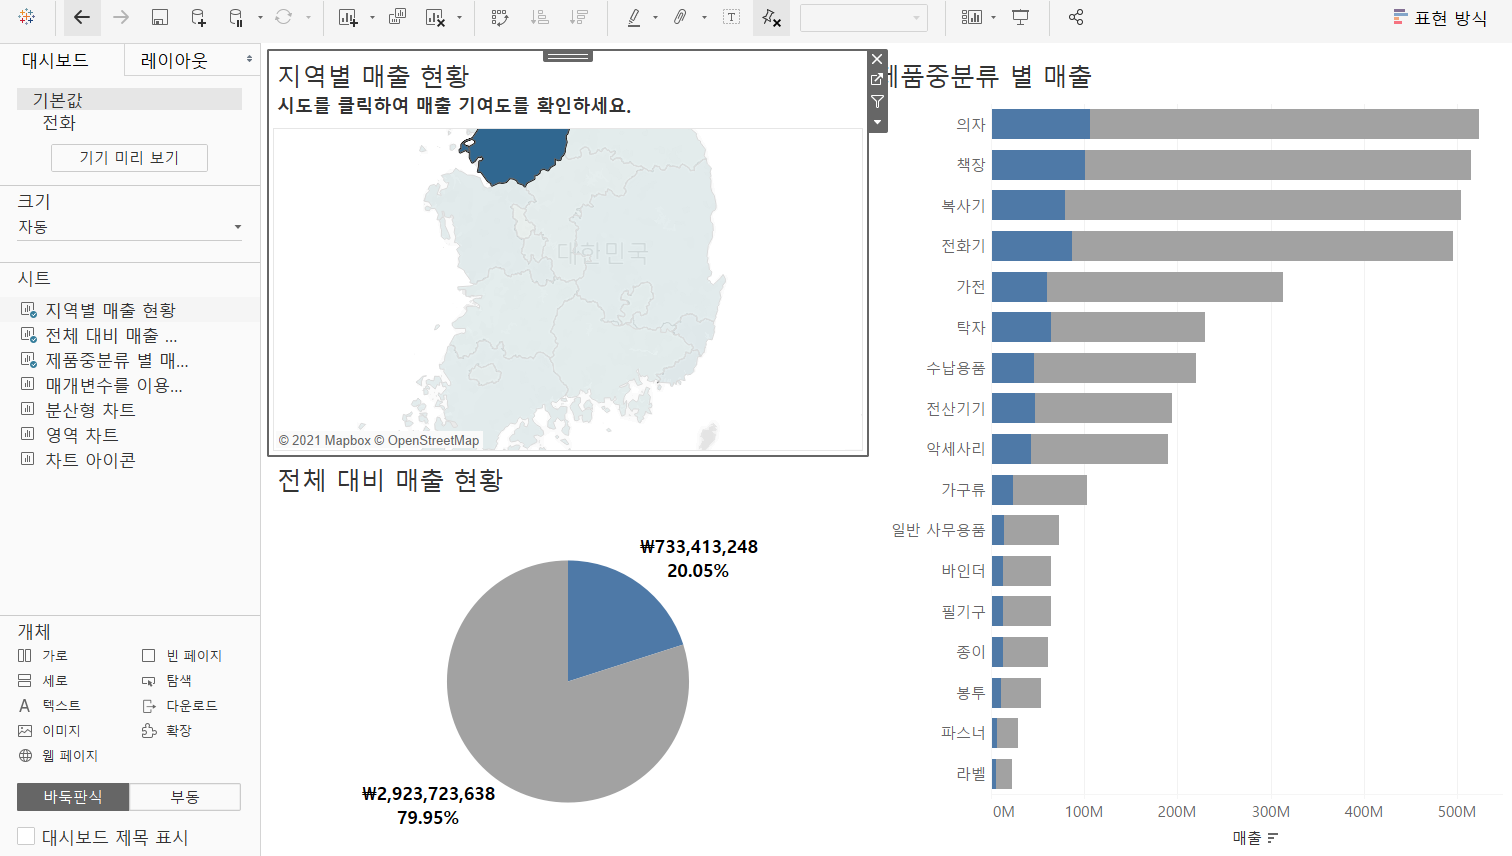 표현 방식
대시보드
레이아웃
기본값
전화
기기 미리 보기
크기
자동
시트
지역별 매출 현황
전체 대비 매출 ...
제품중분류 별 매...
매개변수를 이용...
분산형 차트
영역 차트
차트 아이콘
개체
가로
빈 페이지
세로
탐색
텍스트
다운로드
이미지
확장
웹 페이지
바둑판식
부동
대시보드 제목 표시
지역별 매출 현황
시도를 클릭하여 매출 기여도를 확인하세요.
대한민국
© 2021 Mapbox © OpenStreetMap
전체 대비 매출 현황
₩733,413,248
20.05%
₩2,923,723,638
79.95%
제품중분류 별 매출
의자
책장
복사기
전화기
가전
탁자
수납용품
전산기기
악세사리
가구류
일반 사무용품
바인더
필기구
종이
봉투
파스너
라벨
0M
100M
200M
300M
400M
500M
매출